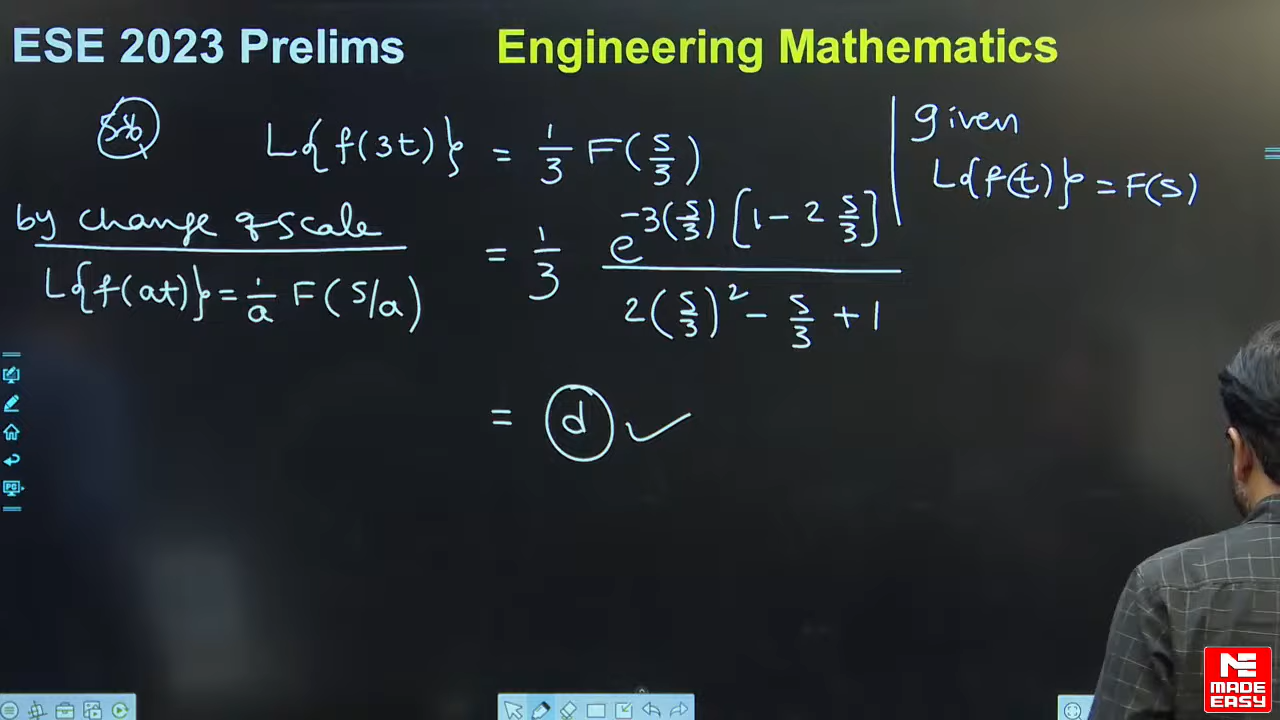 ESE 2023 Prelims Engineering Mathematics
L{f(3t)} = 1/3 F(s/3)
given
L{f(t)} = F(s)
by change of scale
L{f(at)} = 1/a F(s/a)
= 1/3 e^{-3(s/3)} [1 - 2 s/3] / 2(s/3)² - s/3 + 1
= d ✓
ME
MADE
EASY